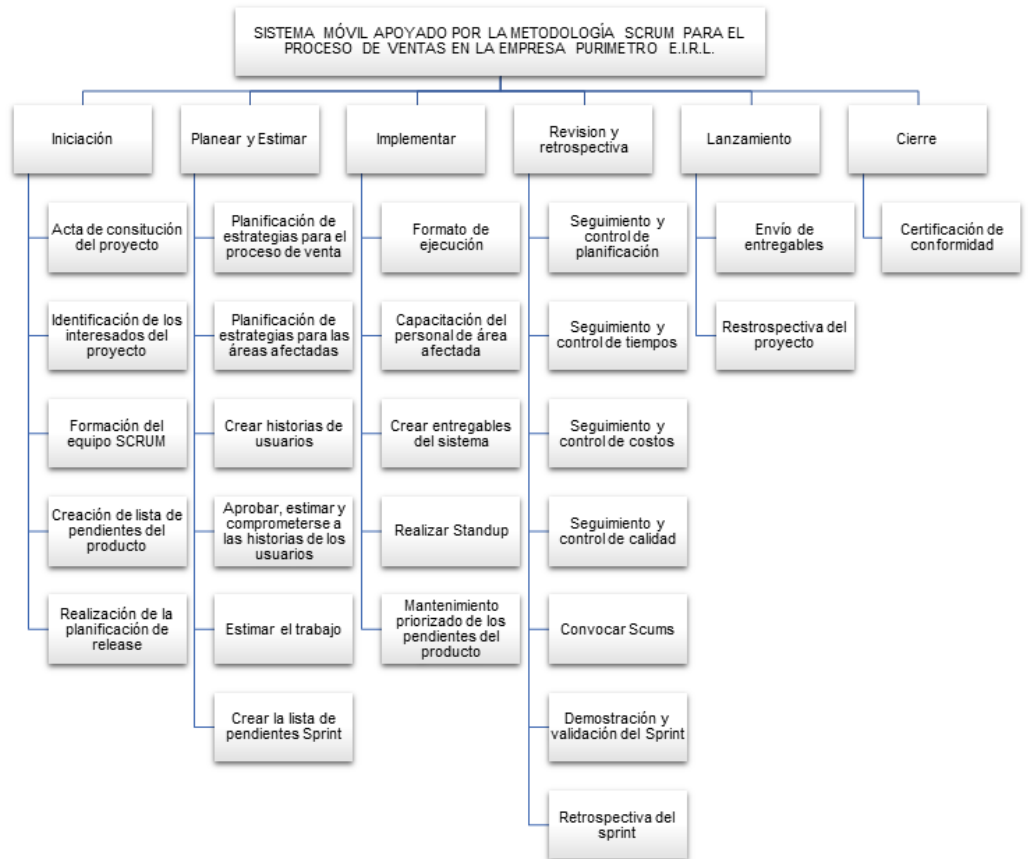 SISTEMA MÓVIL APOYADO POR LA METODOLOGÍA SCRUM PARA EL
PROCESO DE VENTAS EN LA EMPRESA PURIMETRO E.I.R.L.
Iniciación
Acta de consitución
del proyecto
Identificación de los
interesados del
proyecto
Formación del
equipo SCRUM
Creación de lista de
pendientes del
producto
Realización de la
planificación de
release
Planear y Estimar
Planificación de
estrategias para el
proceso de venta
Planificación de
estrategias para las
áreas afectadas
Crear historias de
usuarios
Aprobar, estimar y
comprometerse a
las historias de los
usuarios
Estimar el trabajo
Crear la lista de
pendientes Sprint
Implementar
Formato de
ejecución
Capacitación del
personal de área
afectada
Crear entregables
del sistema
Realizar Standup
Mantenimiento
priorizado de los
pendientes del
producto
Revision y
retrospectiva
Seguimiento y
control de
planificación
Seguimiento y
control de tiempos
Seguimiento y
control de costos
Seguimiento y
control de calidad
Convocar Scums
Demostración y
validación del Sprint
Retrospectiva del
sprint
Lanzamiento
Envío de
entregables
Restrospectiva del
proyecto
Cierre
Certificación de
conformidad